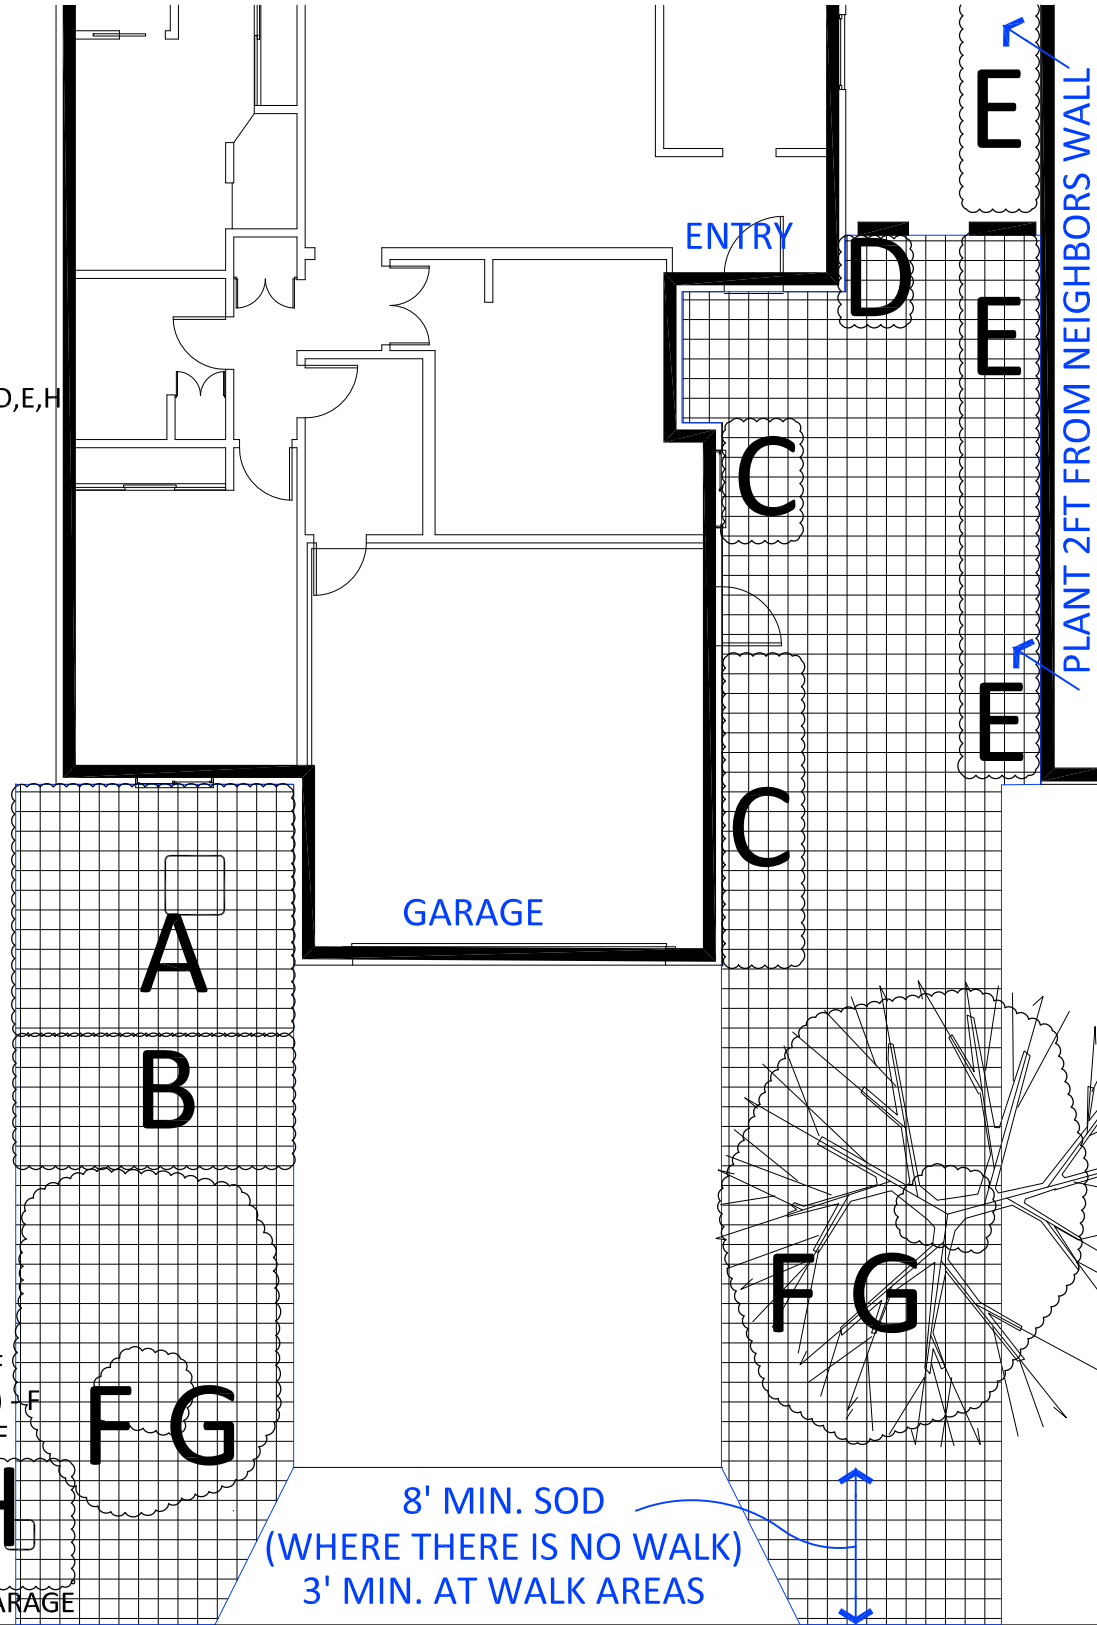 E
PLANT 2FT FROM NEIGHBORS WALL
ENTRY
D
E
D,E,H
C
E
C
GARAGE
A
B
F G
F
F G
H
8' MIN. SOD
(WHERE THERE IS NO WALK)
3' MIN. AT WALK AREAS